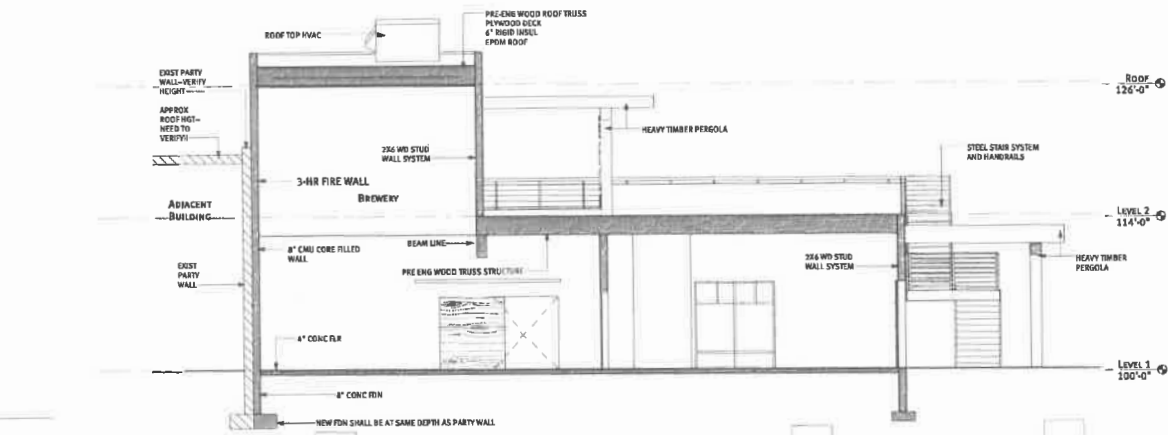 PRE-ENG WOOD ROOF TRUSS
PLYWOOD DECK
6" RIGID INSUL
EPDM ROOF
ROOF TOP HVAC
EXIST PARTY
WALL-VERIFY
HEIGHT
APPROX
ROOF HGT-
NEED TO
VERIFY!!
ROOF
126'-0"
HEAVY TIMBER PERGOLA
2X6 WD STUD
WALL SYSTEM
STEEL STAIR SYSTEM
AND HANDRAILS
3-HR FIRE WALL
BREWERY
ADJACENT
BUILDING
LEVEL 2
114'-0"
8" CMU CORE FILLED
WALL
BEAM LINE
EXIST
PARTY
WALL
PRE ENG WOOD TRUSS STRUCTURE
2X6 WD STUD
WALL SYSTEM
HEAVY TIMBER
PERGOLA
4" CONC FLR
LEVEL 1
100'-0"
8" CONC FDN
NEW FDN SHALL BE AT SAME DEPTH AS PARTY WALL